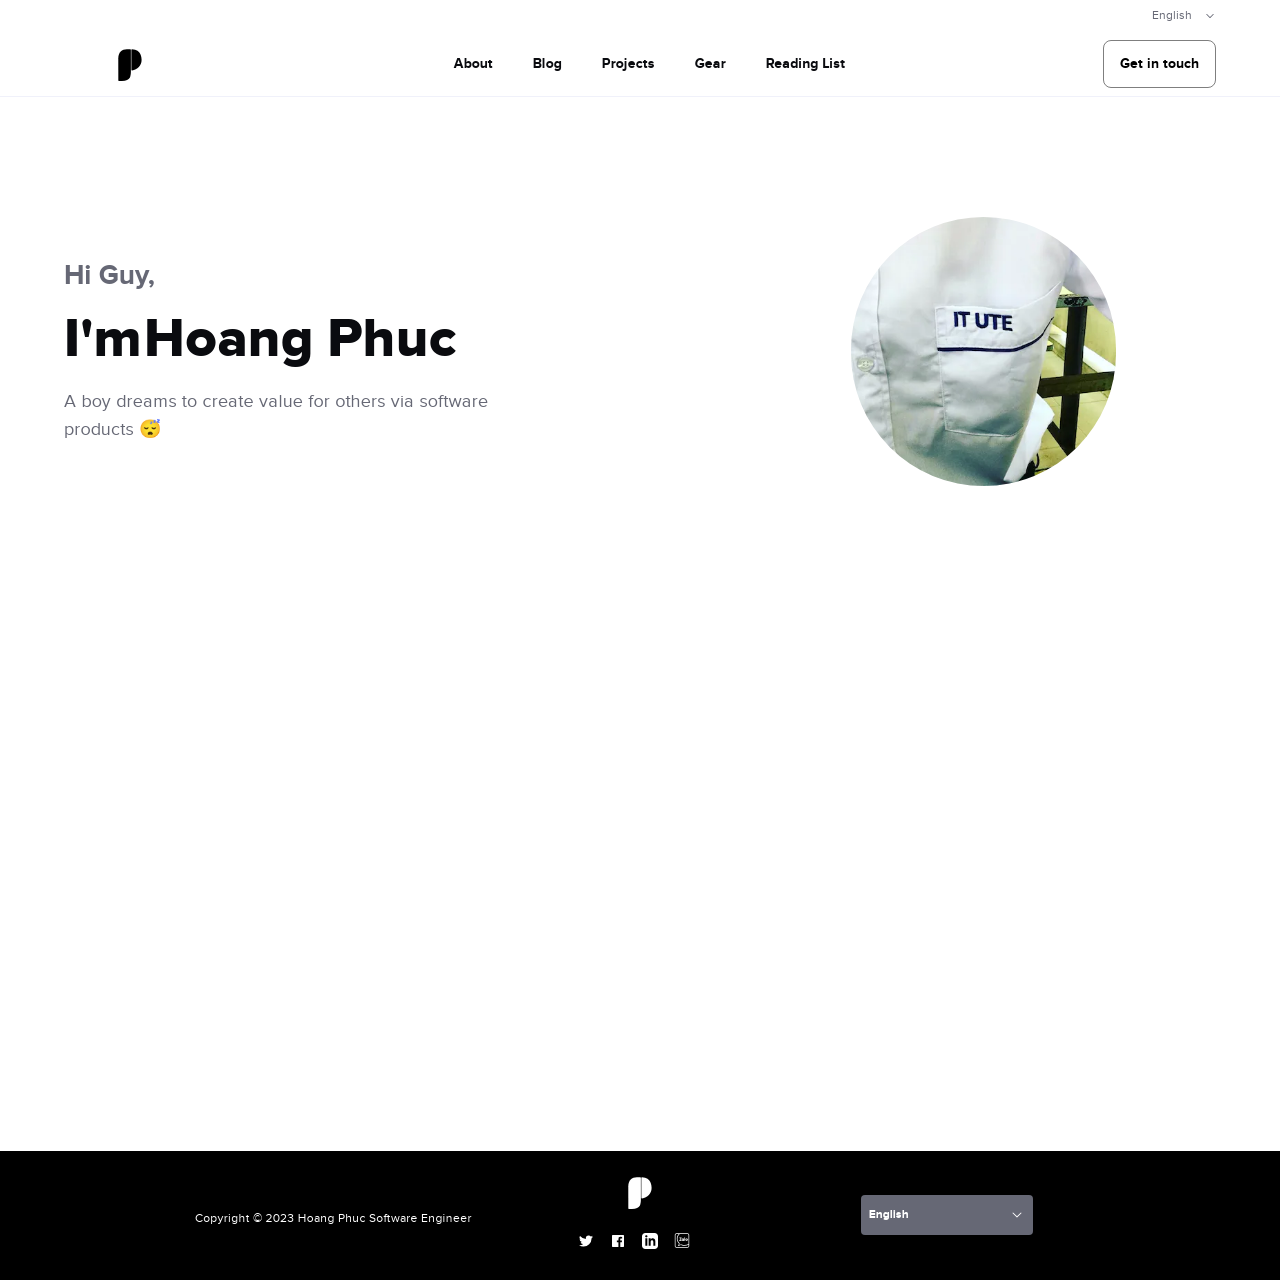 English
About Blog Projects Gear Reading List
Get in touch
Hi Guy,
I'mHoang Phuc
A boy dreams to create value for others via software
products 😴
IT UTE
Copyright © 2023 Hoang Phuc Software Engineer
English